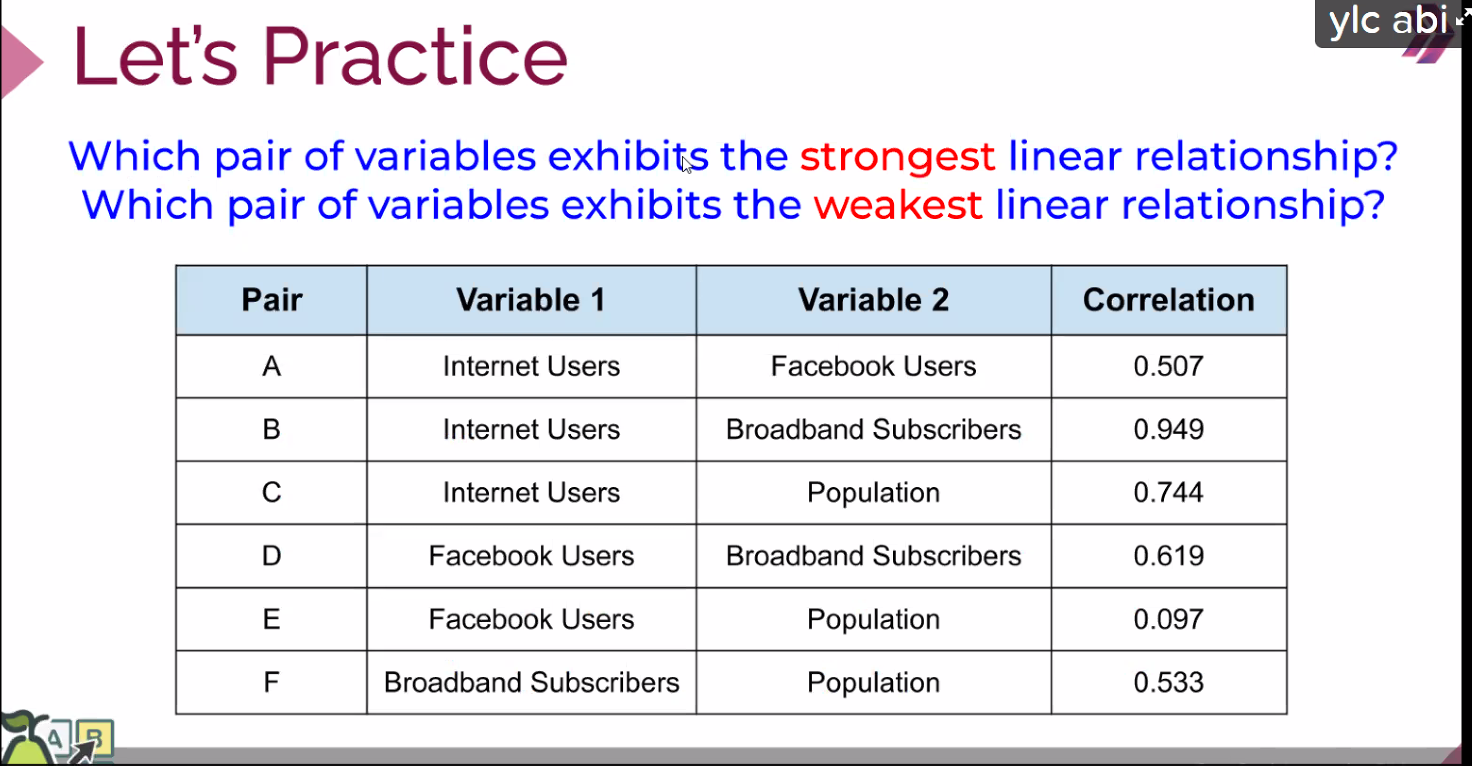 ylc abi
Let's Practice
Which pair of variables exhibits the strongest linear relationship?
Which pair of variables exhibits the weakest linear relationship?
Pair Variable 1 Variable 2 Correlation
A Internet Users Facebook Users 0.507
B Internet Users Broadband Subscribers 0.949
C Internet Users Population 0.744
D Facebook Users Broadband Subscribers 0.619
E Facebook Users Population 0.097
F Broadband Subscribers Population 0.533
A B